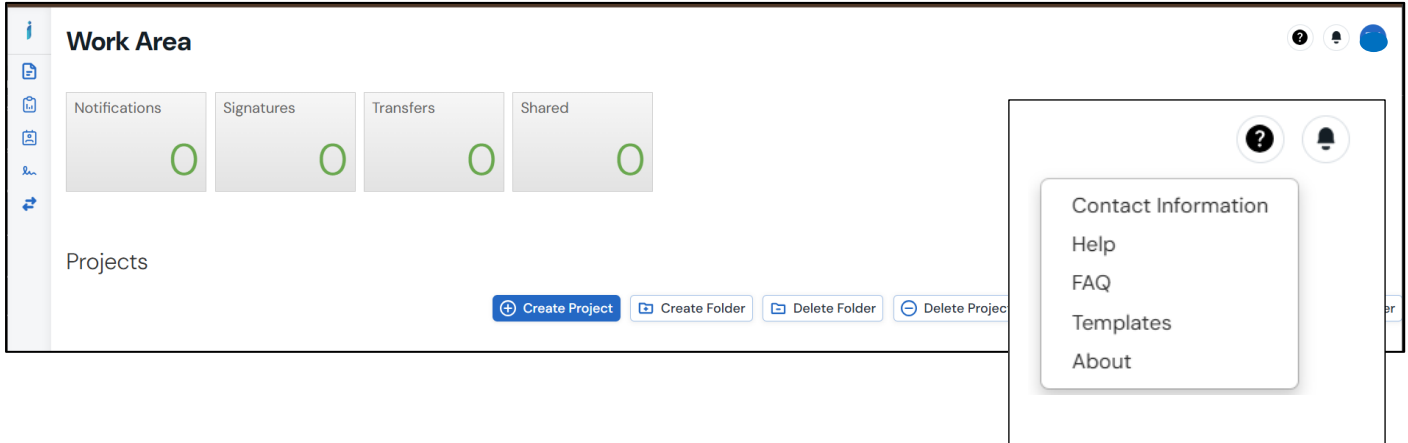 Work Area
Notifications
0
Signatures
0
Transfers
0
Shared
0
Projects
Create Project
Create Folder
Delete Folder
Delete
er
?
Contact Information
Help
FAQ
Templates
About